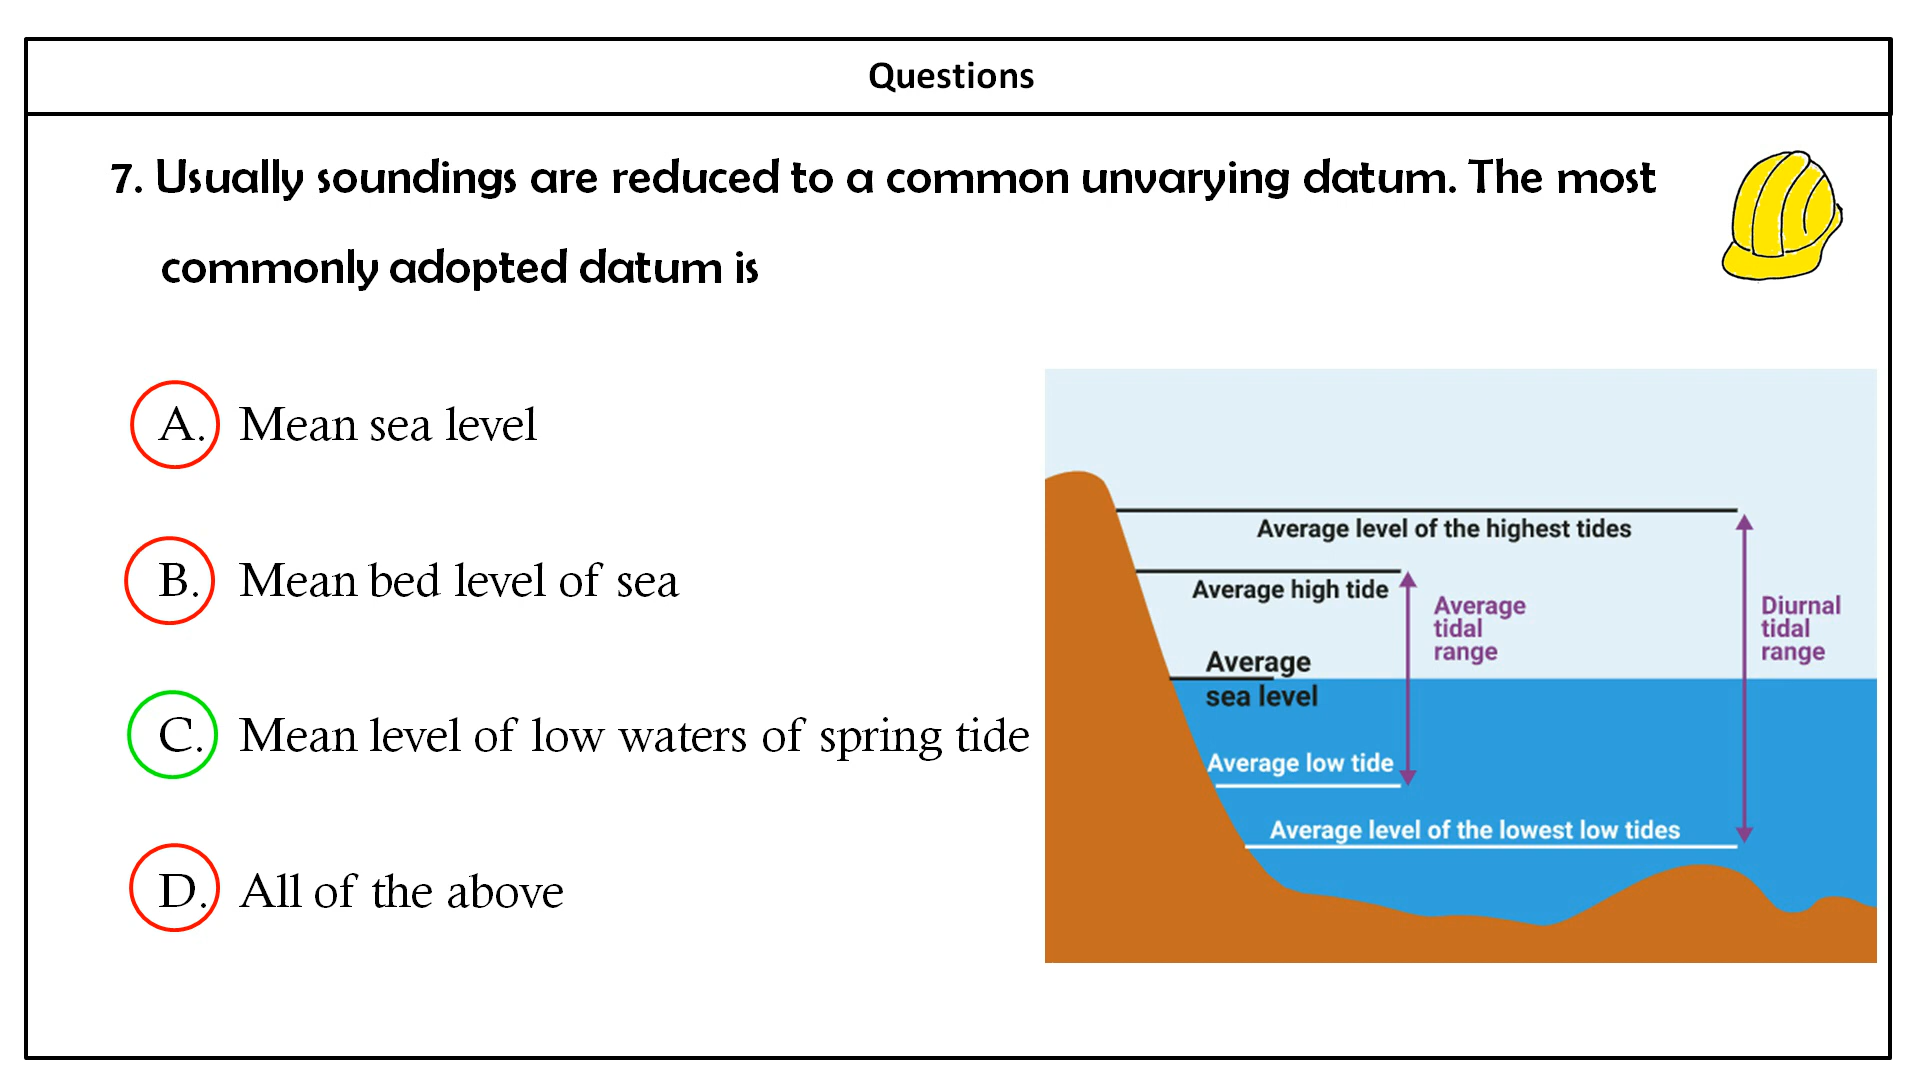 Questions
7. Usually soundings are reduced to a common unvarying datum. The most
commonly adopted datum is
A. Mean sea level
B. Mean bed level of sea
C. Mean level of low waters of spring tide
D. All of the above
Average level of the highest tides
Average high tide
Average
tidal
range
Diurnal
tidal
range
Average
sea level
Average low tide
Average level of the lowest low tides